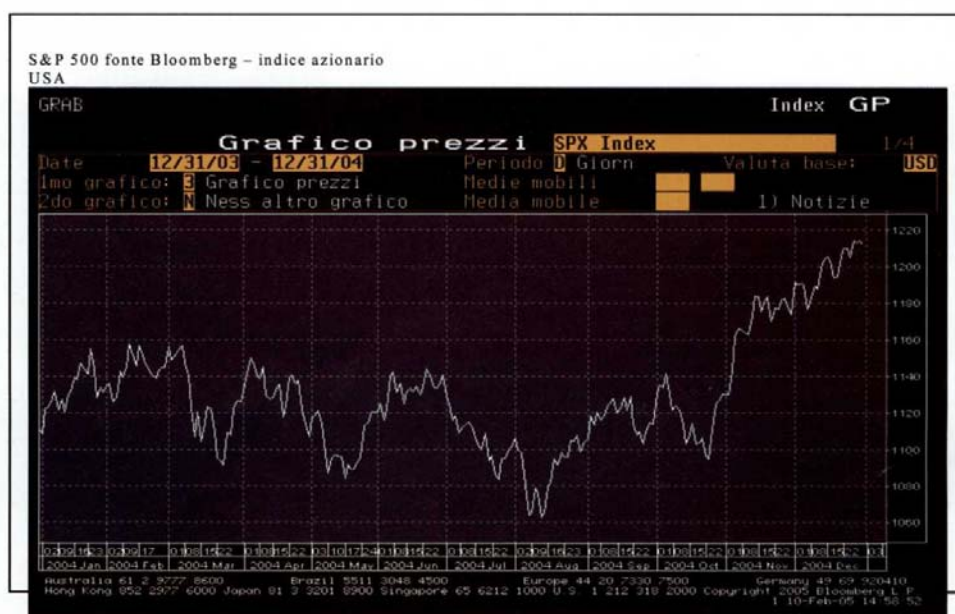 S&P 500 fonte Bloomberg – indice azionario
USA
GRAB Index GP
Grafico prezzi SPX Index 1/4
Date 12/31/03 - 12/31/04 Periodo D Giorn Valuta base: USD
1mo grafico: 3 Grafico prezzi Medie mobili
2do grafico: N Ness altro grafico Media mobile 1) Notizie
1220
1200
1180
1160
1140
1120
1100
1080
1060
2004 Jan 2004 Feb 2004 Mar 2004 Apr 2004 May 2004 Jun 2004 Jul 2004 Aug 2004 Sep 2004 Oct 2004 Nov 2004 Dec
Australia 61 2 9777 8600 Brazil 5511 3048 4500 Europe 44 20 7330 7500 Germany 49 69 920410
Hong Kong 852 2977 6000 Japan 81 3 3201 8900 Singapore 65 6212 1000 U.S. 1 212 318 2000 Copyright 2005 Bloomberg L.P.
1 10-Feb-05 14:58:52